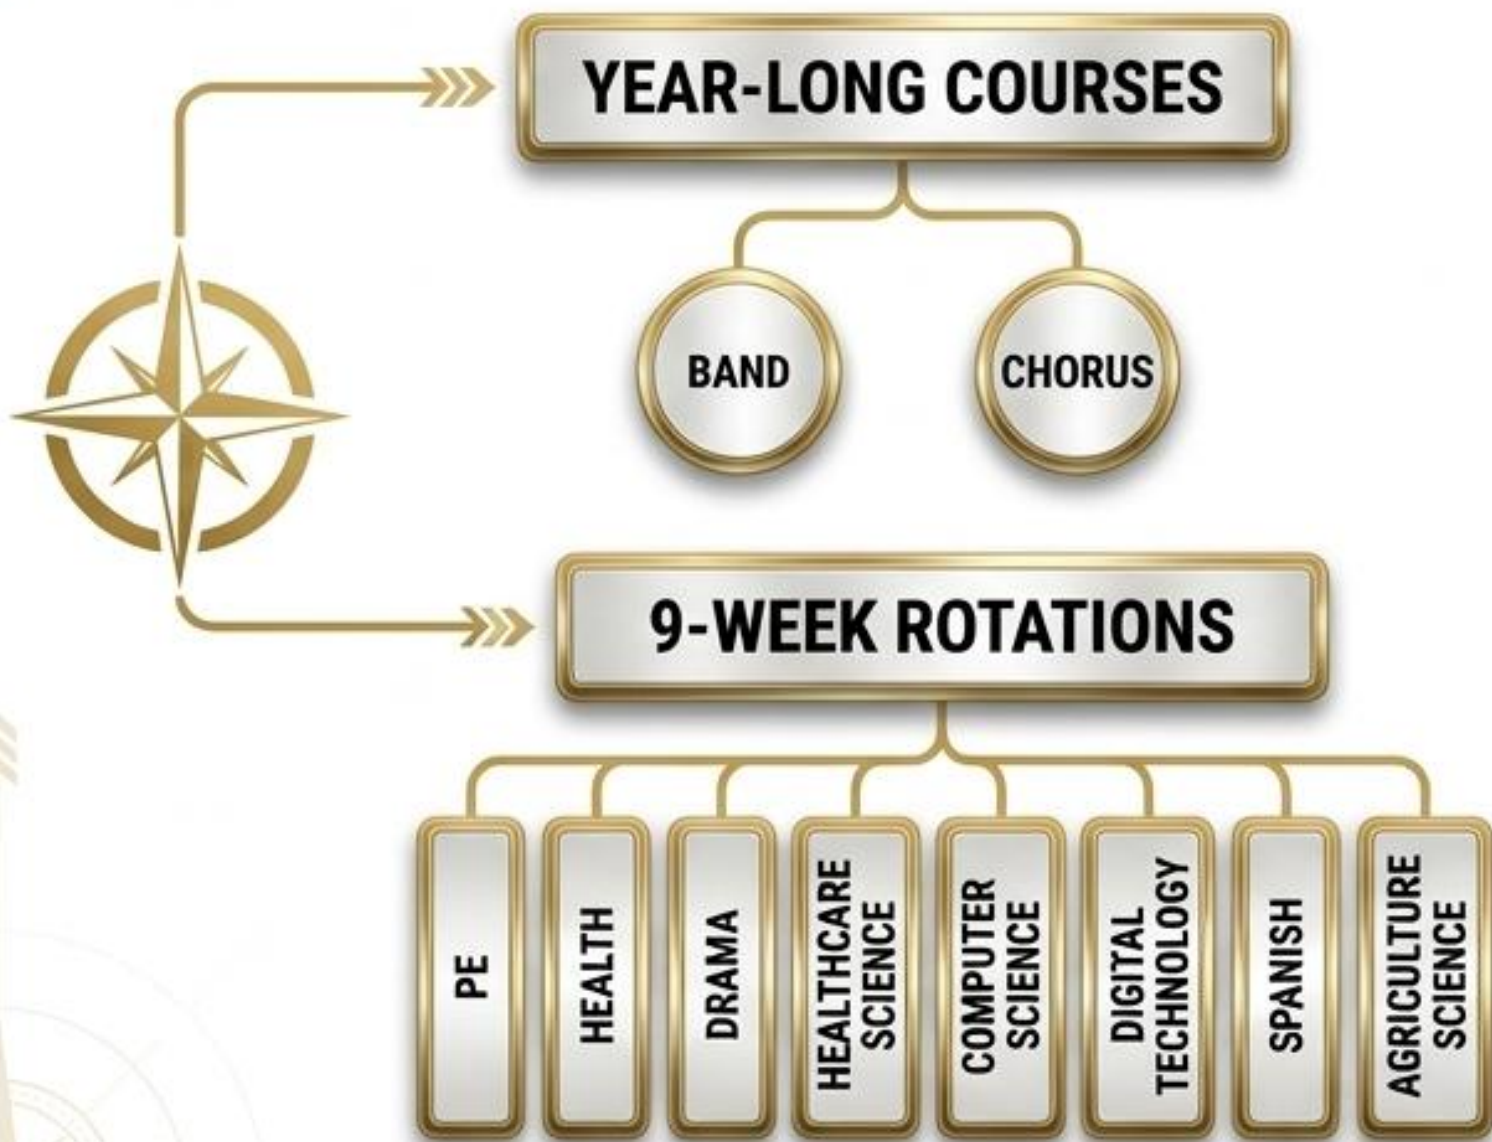 YEAR-LONG COURSES
BAND
CHORUS
9-WEEK ROTATIONS
PE
HEALTH
DRAMA
HEALTHCARE
SCIENCE
COMPUTER
SCIENCE
DIGITAL
TECHNOLOGY
SPANISH
AGRICULTURE
SCIENCE